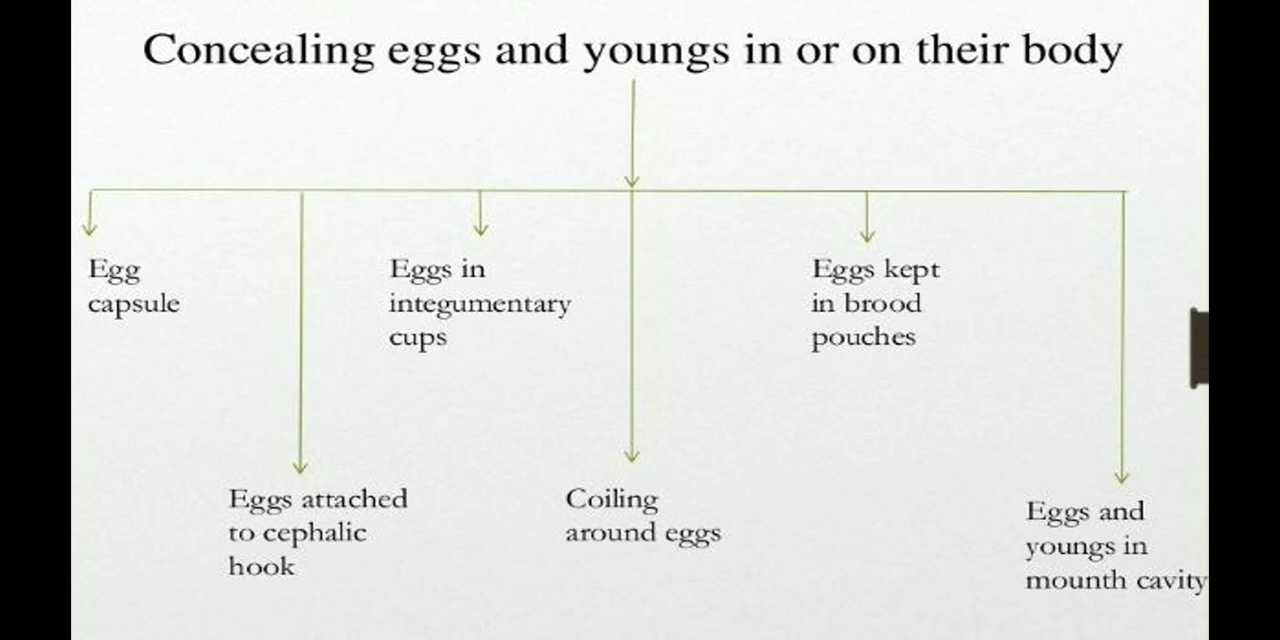 Concealing eggs and youngs in or on their body
Egg
capsule
Eggs in
integumentary
cups
Eggs kept
in brood
pouches
Eggs attached
to cephalic
hook
Coiling
around eggs
Eggs and
youngs in
mounth cavity